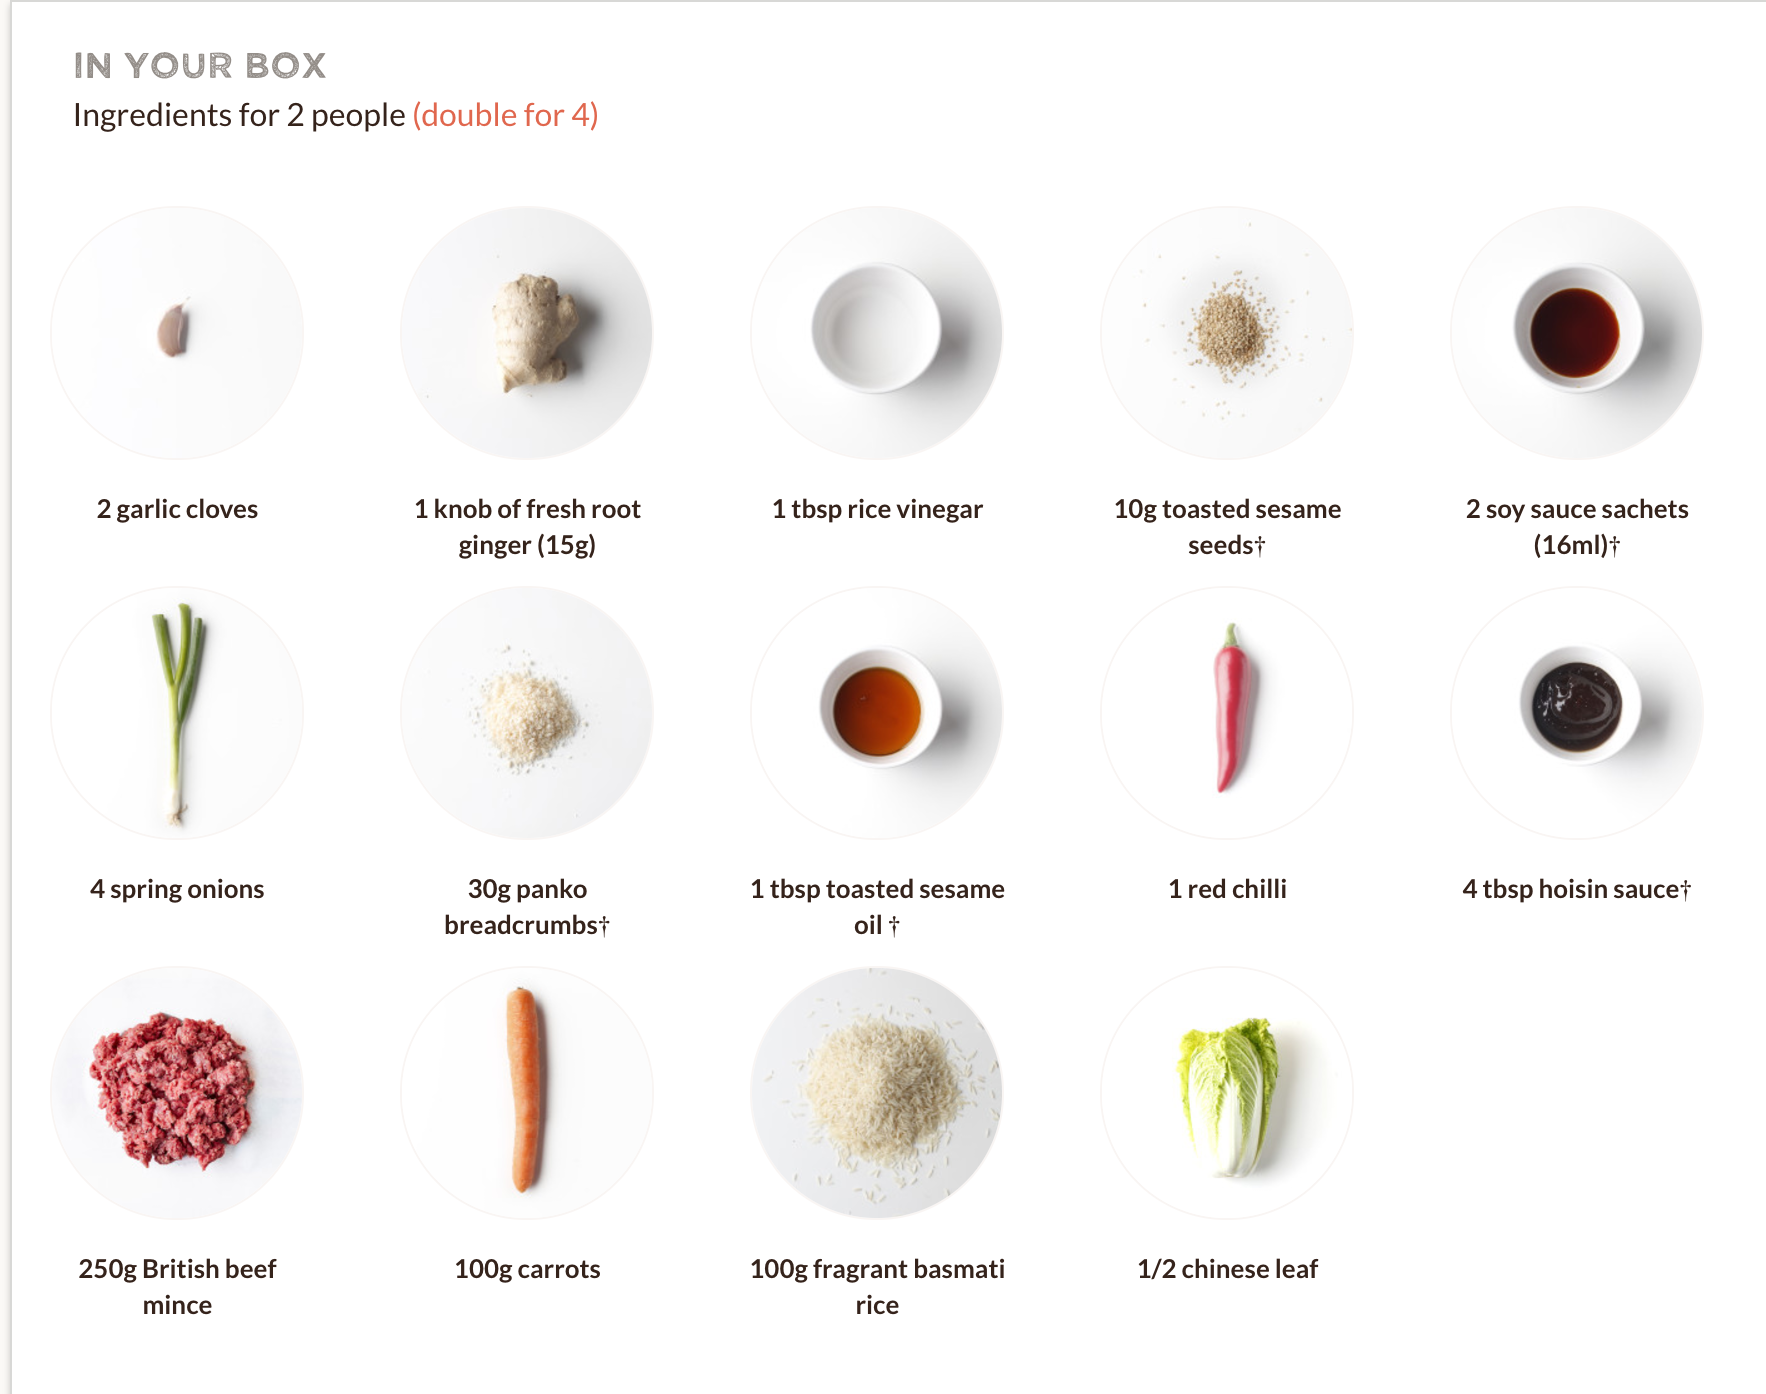 IN YOUR BOX
Ingredients for 2 people (double for 4)
2 garlic cloves
1 knob of fresh root
ginger (15g)
1 tbsp rice vinegar
10g toasted sesame
seeds†
2 soy sauce sachets
(16ml)†
4 spring onions
30g panko
breadcrumbs†
1 tbsp toasted sesame
oil †
1 red chilli
4 tbsp hoisin sauce†
250g British beef
mince
100g carrots
100g fragrant basmati
rice
1/2 chinese leaf